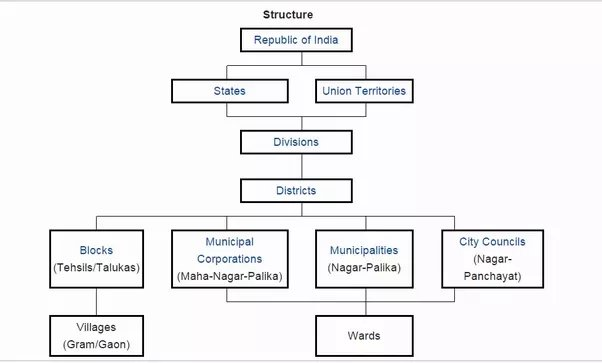 Structure
Republic of India
States
Union Territories
Divisions
Districts
Blocks
(Tehsils/Talukas)
Municipal
Corporations
(Maha-Nagar-Palika)
Municipalities
(Nagar-Palika)
City Councils
(Nagar-
Panchayat)
Villages
(Gram/Gaon)
Wards